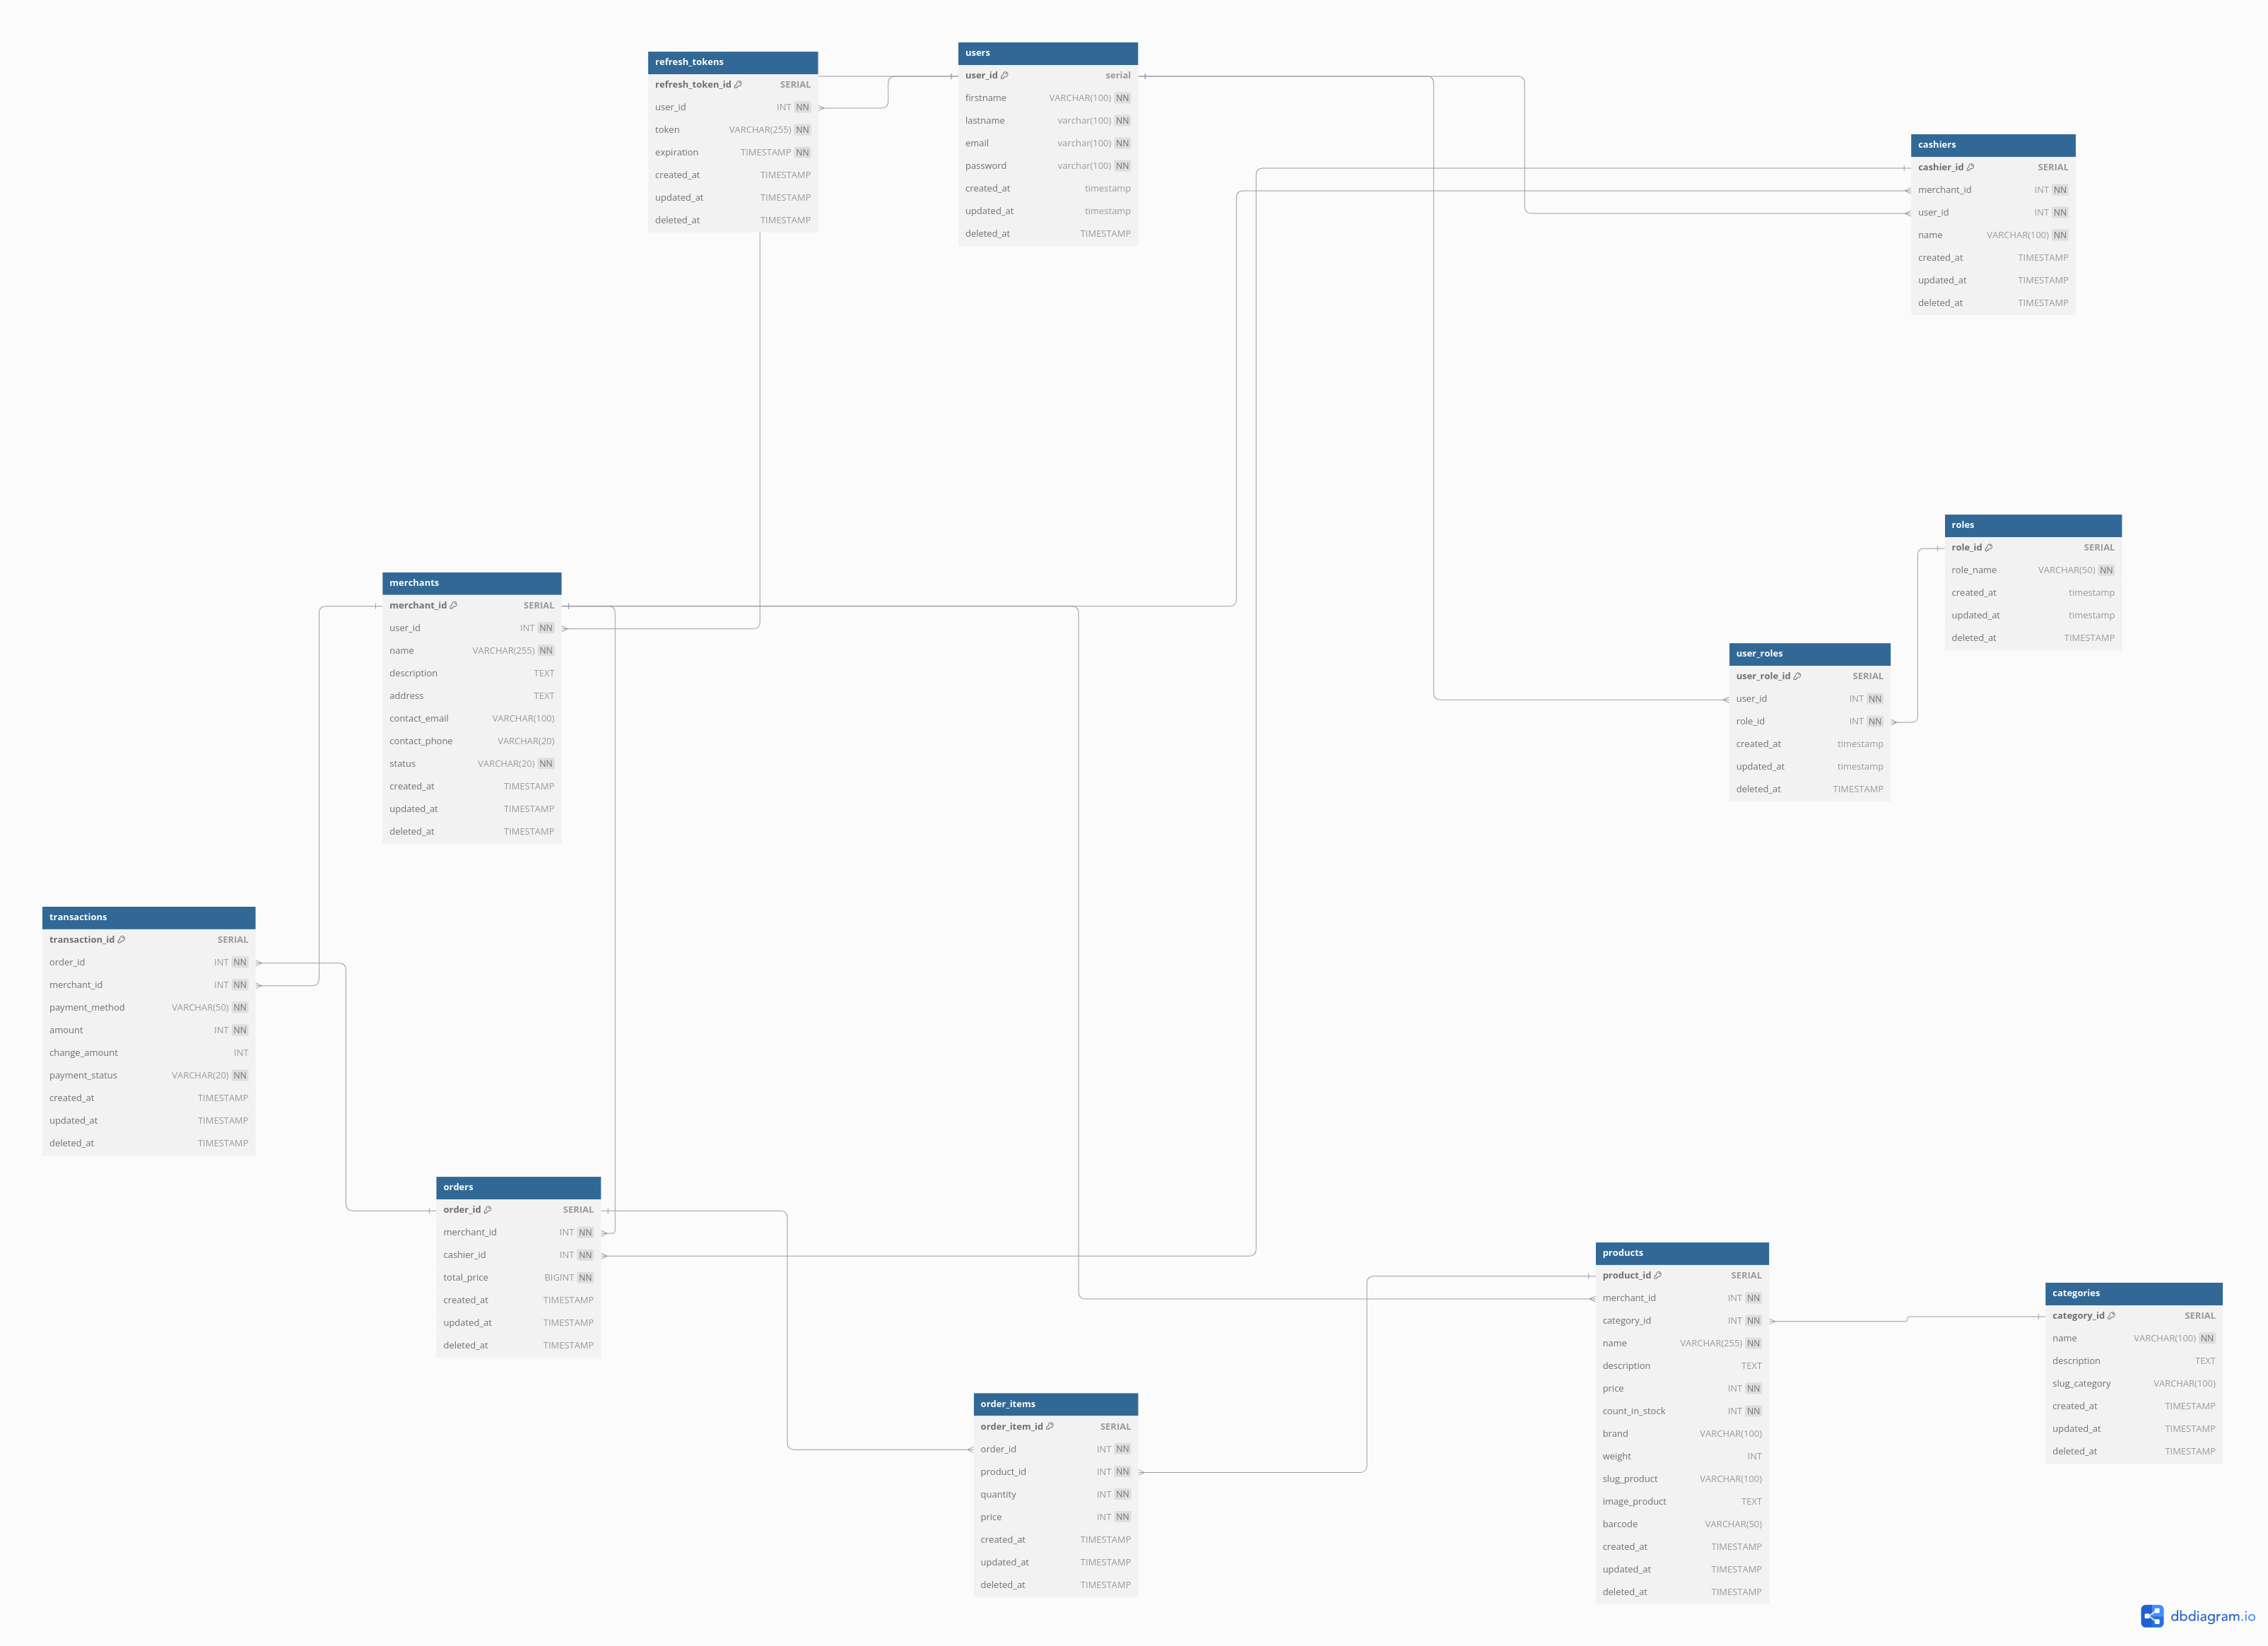 refresh_tokens
refresh_token_id SERIAL
user_id INT NN
token VARCHAR(255) NN
expiration TIMESTAMP NN
created_at TIMESTAMP
updated_at TIMESTAMP
deleted_at TIMESTAMP
users
user_id serial
firstname VARCHAR(100) NN
lastname varchar(100) NN
email varchar(100) NN
password varchar(100) NN
created_at timestamp
updated_at timestamp
deleted_at TIMESTAMP
cashiers
cashier_id SERIAL
merchant_id INT NN
user_id INT NN
name VARCHAR(100) NN
created_at TIMESTAMP
updated_at TIMESTAMP
deleted_at TIMESTAMP
roles
role_id SERIAL
role_name VARCHAR(50) NN
created_at timestamp
updated_at timestamp
deleted_at TIMESTAMP
merchants
merchant_id SERIAL
user_id INT NN
name VARCHAR(255) NN
description TEXT
address TEXT
contact_email VARCHAR(100)
contact_phone VARCHAR(20)
status VARCHAR(20) NN
created_at TIMESTAMP
updated_at TIMESTAMP
deleted_at TIMESTAMP
user_roles
user_role_id SERIAL
user_id INT NN
role_id INT NN
created_at timestamp
updated_at timestamp
deleted_at TIMESTAMP
transactions
transaction_id SERIAL
order_id INT NN
merchant_id INT NN
payment_method VARCHAR(50) NN
amount INT NN
change_amount INT
payment_status VARCHAR(20) NN
created_at TIMESTAMP
updated_at TIMESTAMP
deleted_at TIMESTAMP
orders
order_id SERIAL
merchant_id INT NN
cashier_id INT NN
total_price BIGINT NN
created_at TIMESTAMP
updated_at TIMESTAMP
deleted_at TIMESTAMP
products
product_id SERIAL
merchant_id INT NN
category_id INT NN
name VARCHAR(255) NN
description TEXT
price INT NN
count_in_stock INT NN
brand VARCHAR(100)
weight INT
slug_product VARCHAR(100)
image_product TEXT
barcode VARCHAR(50)
created_at TIMESTAMP
updated_at TIMESTAMP
deleted_at TIMESTAMP
categories
category_id SERIAL
name VARCHAR(100) NN
description TEXT
slug_category VARCHAR(100)
created_at TIMESTAMP
updated_at TIMESTAMP
deleted_at TIMESTAMP
order_items
order_item_id SERIAL
order_id INT NN
product_id INT NN
quantity INT NN
price INT NN
created_at TIMESTAMP
updated_at TIMESTAMP
deleted_at TIMESTAMP
dbdiagram.io